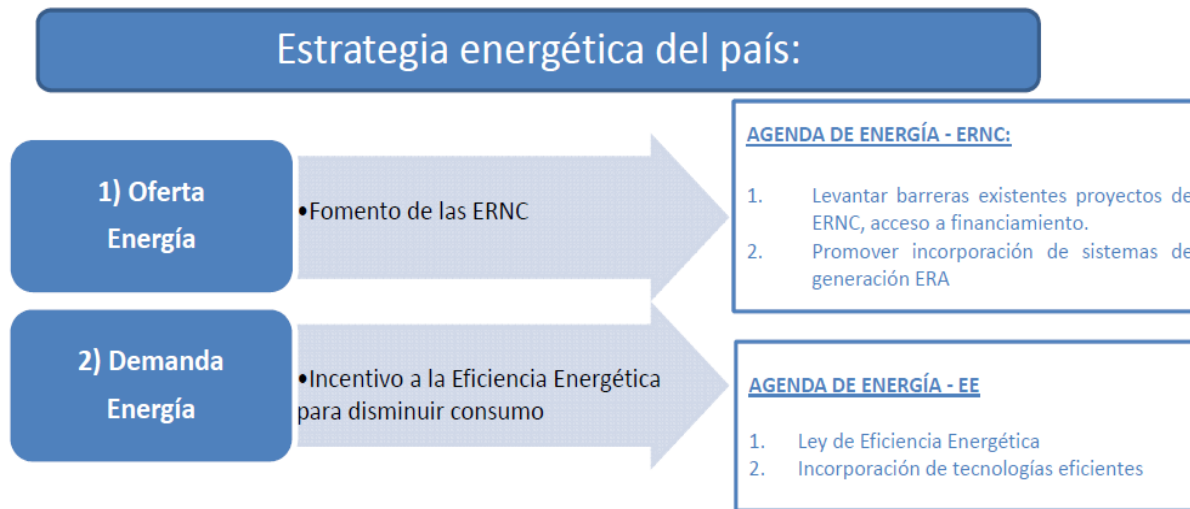 Estrategia energética del país:
1) Oferta
Energía
•Fomento de las ERNC
AGENDA DE ENERGÍA - ERNC:
1. Levantar barreras existentes proyectos de
ERNC, acceso a financiamiento.
2. Promover incorporación de sistemas de
generación ERA
2) Demanda
Energía
•Incentivo a la Eficiencia Energética
para disminuir consumo
AGENDA DE ENERGÍA - EE
1. Ley de Eficiencia Energética
2. Incorporación de tecnologías eficientes